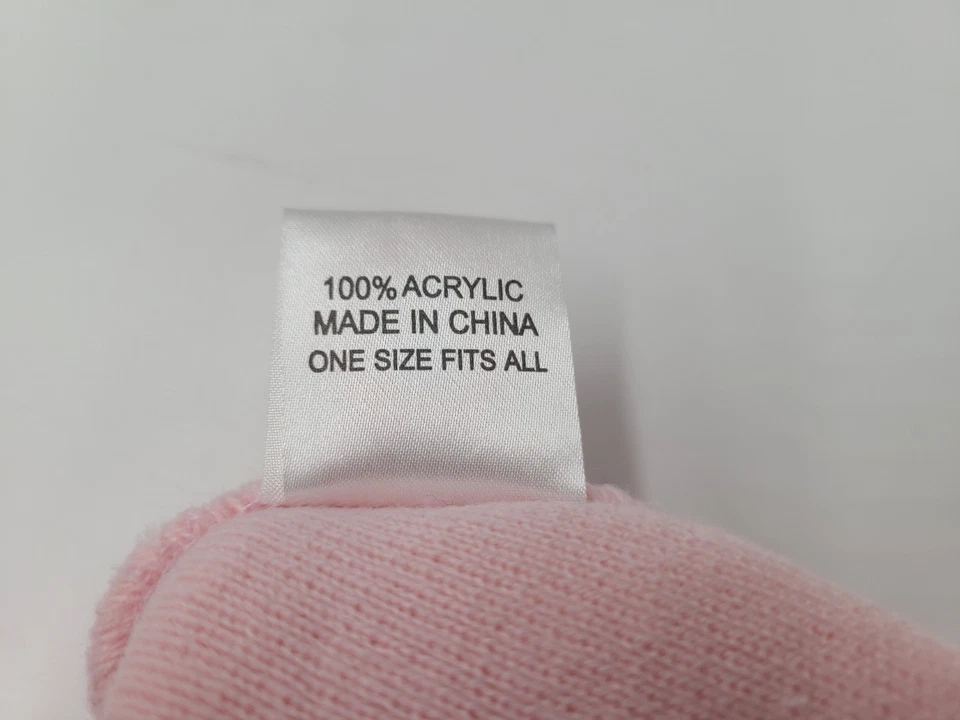 100% ACRYLIC
MADE IN CHINA
ONE SIZE FITS ALL